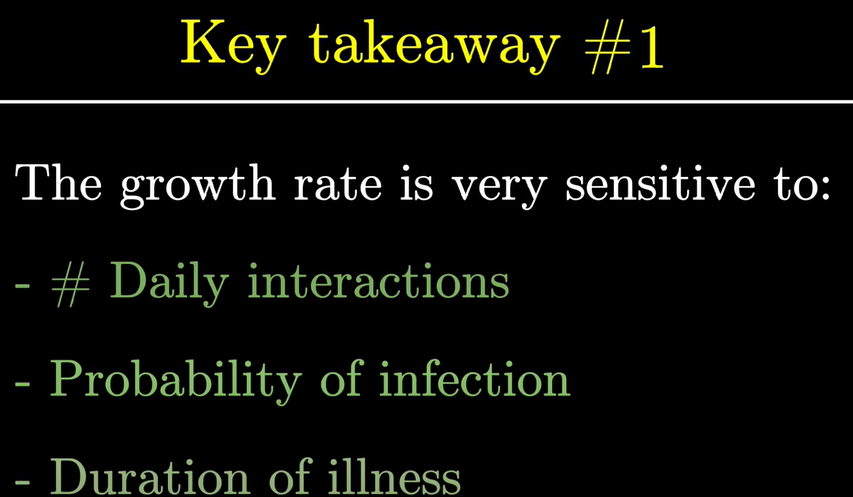 Key takeaway #1
The growth rate is very sensitive to:
- # Daily interactions
- Probability of infection
- Duration of illness